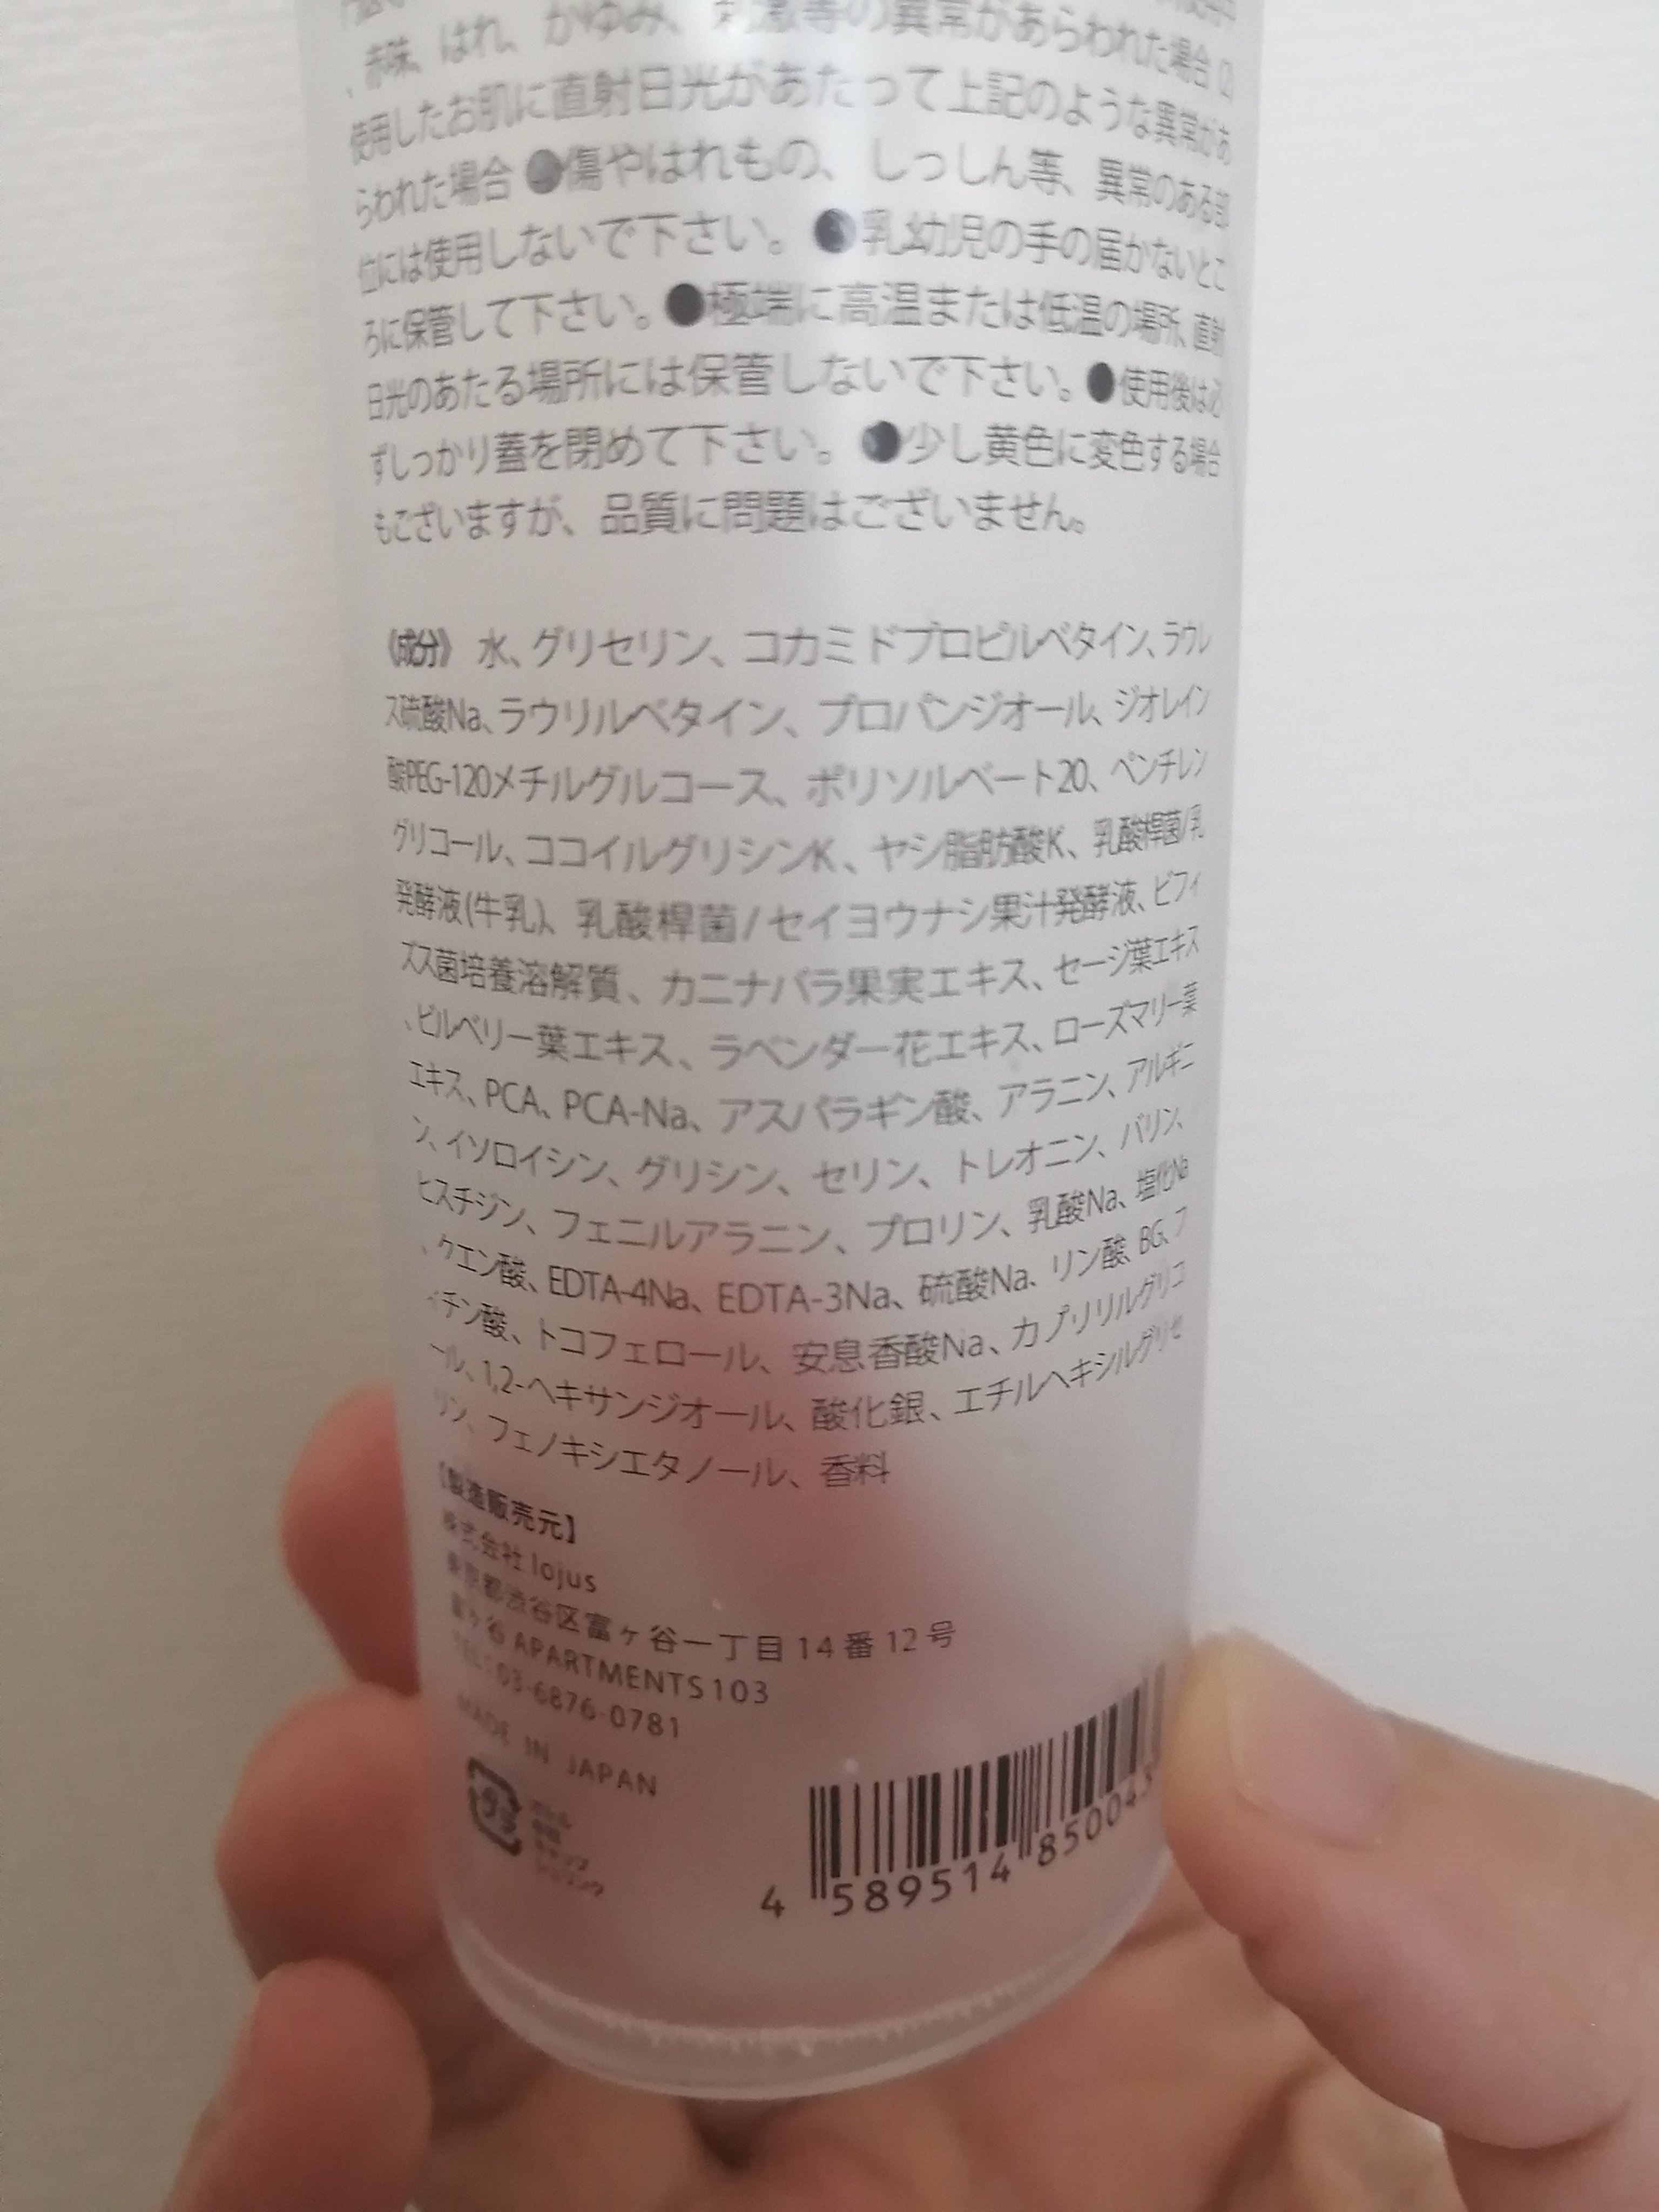 、赤味、はれ、かゆみ、刺激等の異常があらわれた場合(2)
使用したお肌に直射日光があたって上記のような異常があ
らわれた場合●傷やはれもの、しっしん等、異常のある部
位には使用しないで下さい。●乳幼児の手の届かないとこ
ろに保管して下さい。●極端に高温または低温の場所、直射
日光のあたる場所には保管しないで下さい。●使用後は必
ずしっかり蓋を閉めて下さい。●少し黄色に変色する場合
もございますが、品質に問題はございません。
《成分》 水、グリセリン、コカミドプロピルベタイン、ラウレ
ス硫酸Na、ラウリルベタイン、プロパンジオール、ジオレイン
酸PEG-120メチルグルコース、ポリソルベート20、ペンチレン
グリコール、ココイルグリシンK、ヤシ脂肪酸K、乳酸桿菌/乳
発酵液(牛乳)、乳酸桿菌/セイヨウナシ果汁発酵液、ビフィ
ズス菌培養溶解質、カニナバラ果実エキス、セージ葉エキス
、ビルベリー葉エキス、ラベンダー花エキス、ローズマリー葉
エキス、PCA、PCA-Na、アスパラギン酸、アラニン、アルギニ
ン、イソロイシン、グリシン、セリン、トレオニン、バリン、
ヒスチジン、フェニルアラニン、プロリン、乳酸Na、塩化Na
、クエン酸、EDTA-4Na、EDTA-3Na、硫酸Na、リン酸、BG、フ
ィチン酸、トコフェロール、安息香酸Na、カプリリルグリコ
ール、1,2-ヘキサンジオール、酸化銀、エチルヘキシルグリセ
リン、フェノキシエタノール、香料
【製造販売元】
株式会社 lojus
東京都渋谷区富ヶ谷一丁目14番12号
富ヶ谷 APARTMENTS103
TEL:03-6876-0781
MADE IN JAPAN
プラ
4 589514 85004